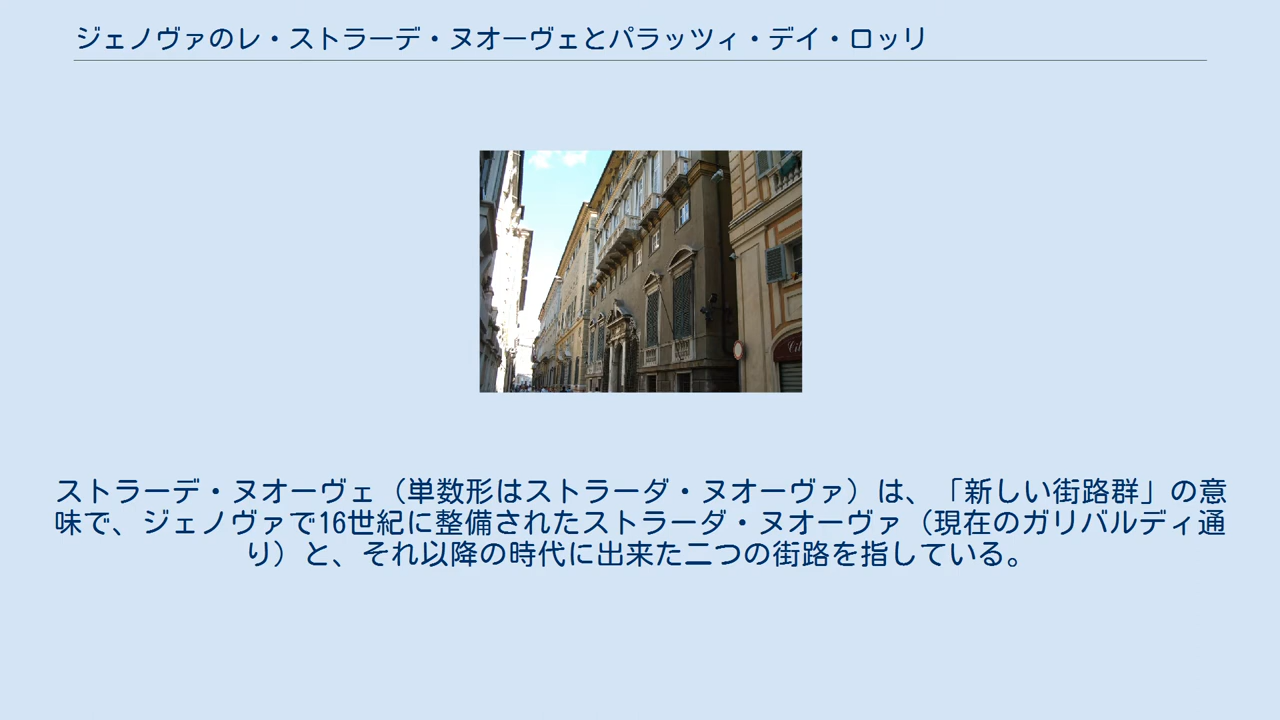 ジェノヴァのレ・ストラーデ・ヌオーヴェとパラッツィ・デイ・ロッリ
ストラーデ・ヌオーヴェ（単数形はストラーダ・ヌオーヴァ）は、「新しい街路群」の意
味で、ジェノヴァで16世紀に整備されたストラーダ・ヌオーヴァ（現在のガリバルディ通
り）と、それ以降の時代に出来た二つの街路を指している。